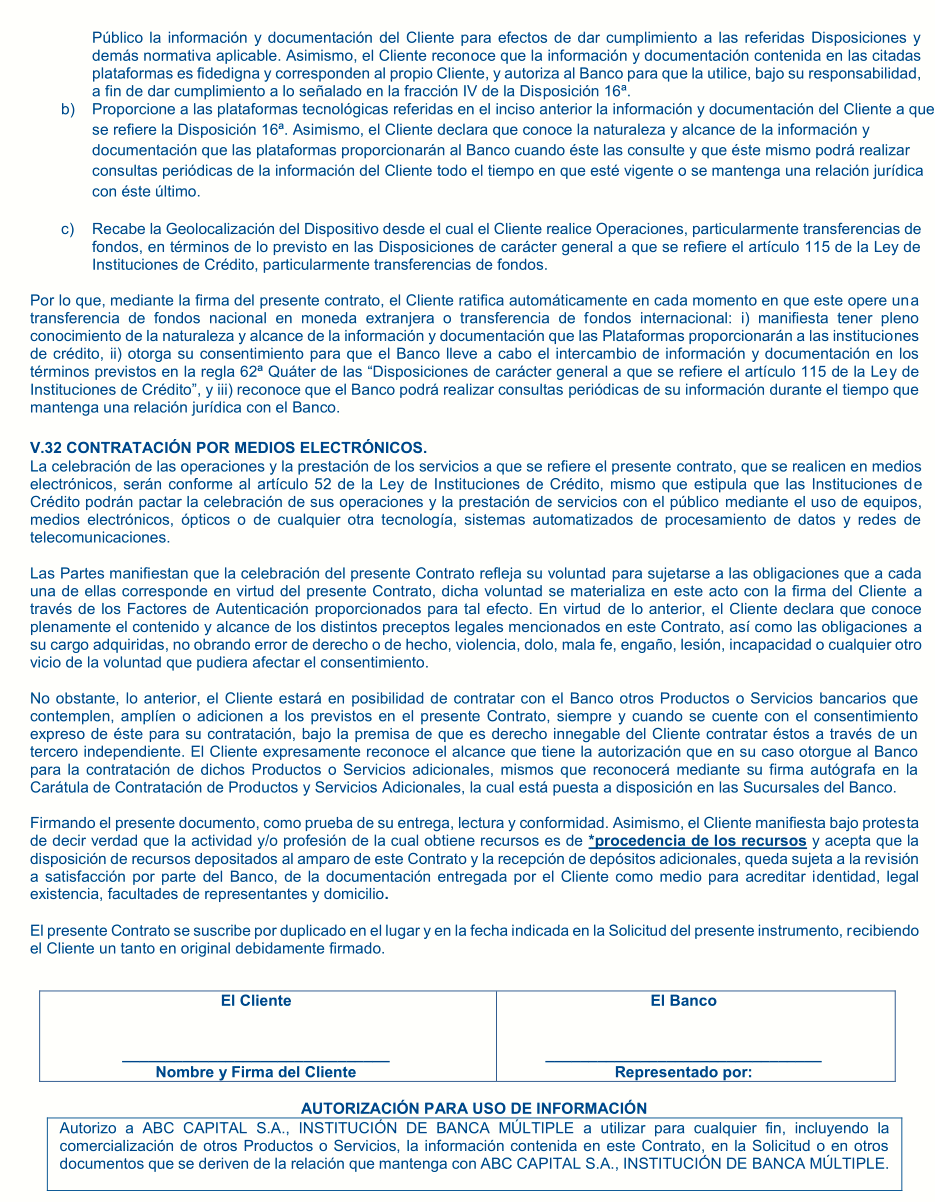 Público la información y documentación del Cliente para efectos de dar cumplimiento a las referidas Disposiciones y
demás normativa aplicable. Asimismo, el Cliente reconoce que la información y documentación contenida en las citadas
plataformas es fidedigna y corresponden al propio Cliente, y autoriza al Banco para que la utilice, bajo su responsabilidad,
a fin de dar cumplimiento a lo señalado en la fracción IV de la Disposición 16ª.
b) Proporcione a las plataformas tecnológicas referidas en el inciso anterior la información y documentación del Cliente a que
se refiere la Disposición 16ª. Asimismo, el Cliente declara que conoce la naturaleza y alcance de la información y
documentación que las plataformas proporcionarán al Banco cuando éste las consulte y que éste mismo podrá realizar
consultas periódicas de la información del Cliente todo el tiempo en que esté vigente o se mantenga una relación jurídica
con éste último.
c) Recabe la Geolocalización del Dispositivo desde el cual el Cliente realice Operaciones, particularmente transferencias de
fondos, en términos de lo previsto en las Disposiciones de carácter general a que se refiere el artículo 115 de la Ley de
Instituciones de Crédito, particularmente transferencias de fondos.
Por lo que, mediante la firma del presente contrato, el Cliente ratifica automáticamente en cada momento en que este opere una
transferencia de fondos nacional en moneda extranjera o transferencia de fondos internacional: i) manifiesta tener pleno
conocimiento de la naturaleza y alcance de la información y documentación que las Plataformas proporcionarán a las instituciones
de crédito, ii) otorga su consentimiento para que el Banco lleve a cabo el intercambio de información y documentación en los
términos previstos en la regla 62ª Quáter de las “Disposiciones de carácter general a que se refiere el artículo 115 de la Ley de
Instituciones de Crédito”, y iii) reconoce que el Banco podrá realizar consultas periódicas de su información durante el tiempo que
mantenga una relación jurídica con el Banco.
V.32 CONTRATACIÓN POR MEDIOS ELECTRÓNICOS.
La celebración de las operaciones y la prestación de los servicios a que se refiere el presente contrato, que se realicen en medios
electrónicos, serán conforme al artículo 52 de la Ley de Instituciones de Crédito, mismo que estipula que las Instituciones de
Crédito podrán pactar la celebración de sus operaciones y la prestación de servicios con el público mediante el uso de equipos,
medios electrónicos, ópticos o de cualquier otra tecnología, sistemas automatizados de procesamiento de datos y redes de
telecomunicaciones.
Las Partes manifiestan que la celebración del presente Contrato refleja su voluntad para sujetarse a las obligaciones que a cada
una de ellas corresponde en virtud del presente Contrato, dicha voluntad se materializa en este acto con la firma del Cliente a
través de los Factores de Autenticación proporcionados para tal efecto. En virtud de lo anterior, el Cliente declara que conoce
plenamente el contenido y alcance de los distintos preceptos legales mencionados en este Contrato, así como las obligaciones a
su cargo adquiridas, no obrando error de derecho o de hecho, violencia, dolo, mala fe, engaño, lesión, incapacidad o cualquier otro
vicio de la voluntad que pudiera afectar el consentimiento.
No obstante, lo anterior, el Cliente estará en posibilidad de contratar con el Banco otros Productos o Servicios bancarios que
contemplen, amplíen o adicionen a los previstos en el presente Contrato, siempre y cuando se cuente con el consentimiento
expreso de éste para su contratación, bajo la premisa de que es derecho innegable del Cliente contratar éstos a través de un
tercero independiente. El Cliente expresamente reconoce el alcance que tiene la autorización que en su caso otorgue al Banco
para la contratación de dichos Productos o Servicios adicionales, mismos que reconocerá mediante su firma autógrafa en la
Carátula de Contratación de Productos y Servicios Adicionales, la cual está puesta a disposición en las Sucursales del Banco.
Firmando el presente documento, como prueba de su entrega, lectura y conformidad. Asimismo, el Cliente manifiesta bajo protesta
de decir verdad que la actividad y/o profesión de la cual obtiene recursos es de *procedencia de los recursos y acepta que la
disposición de recursos depositados al amparo de este Contrato y la recepción de depósitos adicionales, queda sujeta a la revisión
a satisfacción por parte del Banco, de la documentación entregada por el Cliente como medio para acreditar identidad, legal
existencia, facultades de representantes y domicilio.
El presente Contrato se suscribe por duplicado en el lugar y en la fecha indicada en la Solicitud del presente instrumento, recibiendo
el Cliente un tanto en original debidamente firmado.
El Cliente
Nombre y Firma del Cliente
El Banco
Representado por:
AUTORIZACIÓN PARA USO DE INFORMACIÓN
Autorizo a ABC CAPITAL S.A., INSTITUCIÓN DE BANCA MÚLTIPLE a utilizar para cualquier fin, incluyendo la
comercialización de otros Productos o Servicios, la información contenida en este Contrato, en la Solicitud o en otros
documentos que se deriven de la relación que mantenga con ABC CAPITAL S.A., INSTITUCIÓN DE BANCA MÚLTIPLE.